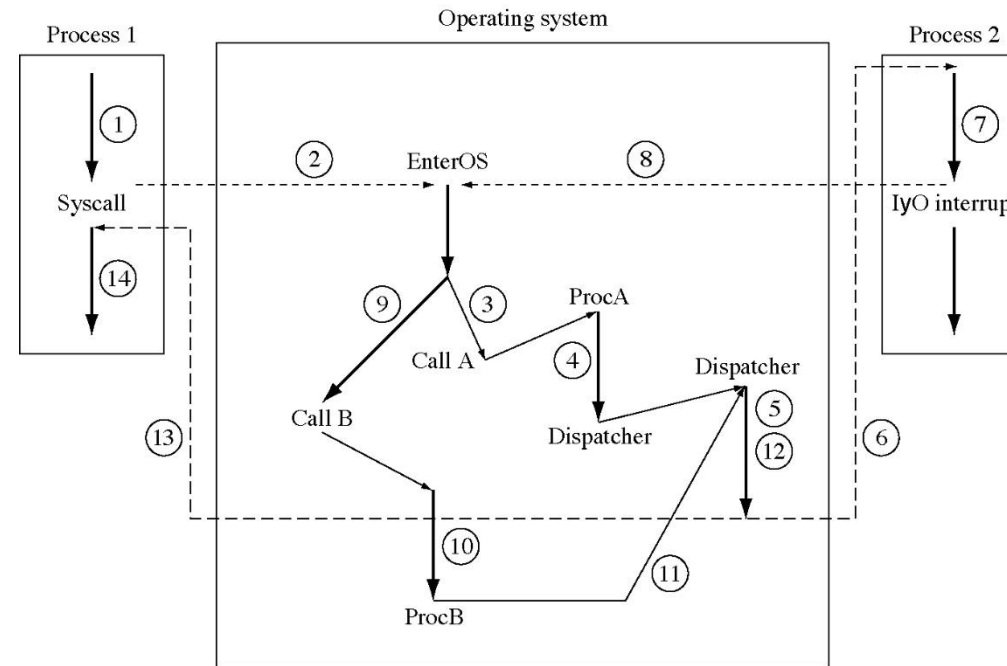 Operating system
Process 1
Process 2
1
7
2
EnterOS
8
Syscall
IyO interrup
14
9
3
ProcA
Call A
4
Dispatcher
5
Call B
13
Dispatcher
12
6
10
11
ProcB